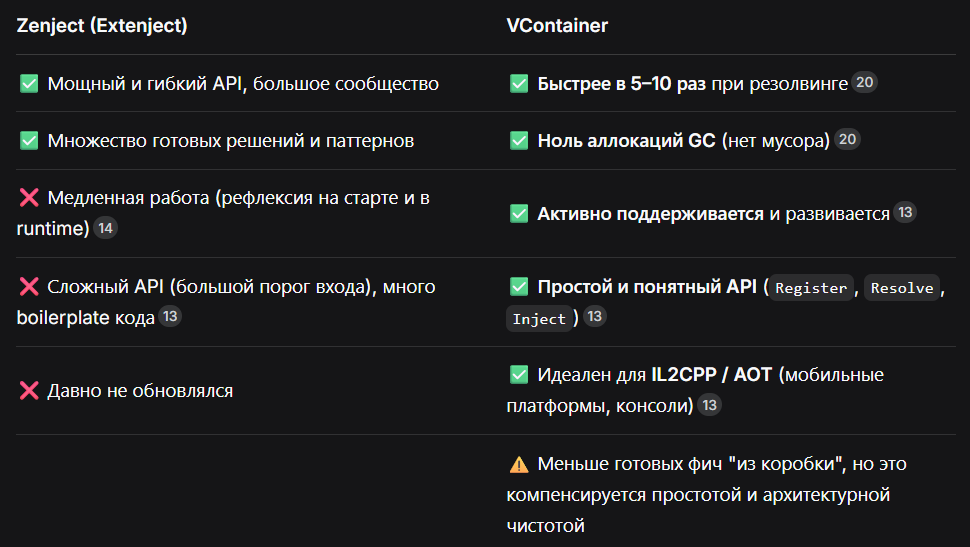 Zenject (Extenject)
VContainer
✅ Мощный и гибкий API, большое сообщество
✅ Быстрее в 5–10 раз при резолвинге 20
✅ Множество готовых решений и паттернов
✅ Ноль аллокаций GC (нет мусора) 20
❌ Медленная работа (рефлексия на старте и в
runtime) 14
✅ Активно поддерживается и развивается 13
❌ Сложный API (большой порог входа), много
boilerplate кода 13
✅ Простой и понятный API (Register, Resolve,
Inject) 13
❌ Давно не обновлялся
✅ Идеален для IL2CPP / AOT (мобильные
платформы, консоли) 13
⚠️ Меньше готовых фич "из коробки", но это
компенсируется простотой и архитектурной
чистотой